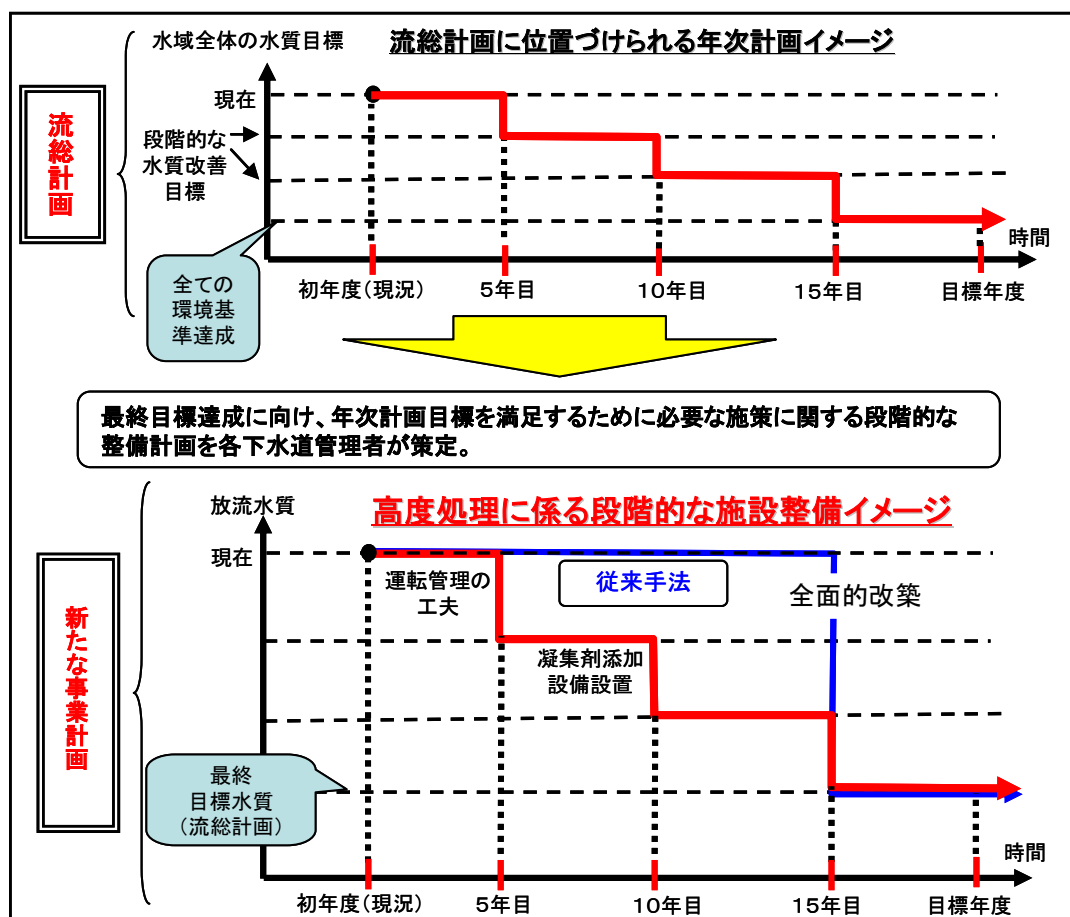 水域全体の水質目標
流総計画に位置づけられる年次計画イメージ
流総計画
現在
段階的な
水質改善
目標
全ての
環境基
準達成
時間
初年度(現況)
5年目
10年目
15年目
目標年度
最終目標達成に向け、年次計画目標を満足するために必要な施策に関する段階的な
整備計画を各下水道管理者が策定。
放流水質
高度処理に係る段階的な施設整備イメージ
新たな事業計画
現在
運転管理の
工夫
従来手法
全面的改築
凝集剤添加
設備設置
最終
目標水質
(流総計画)
時間
初年度(現況)
5年目
10年目
15年目
目標年度